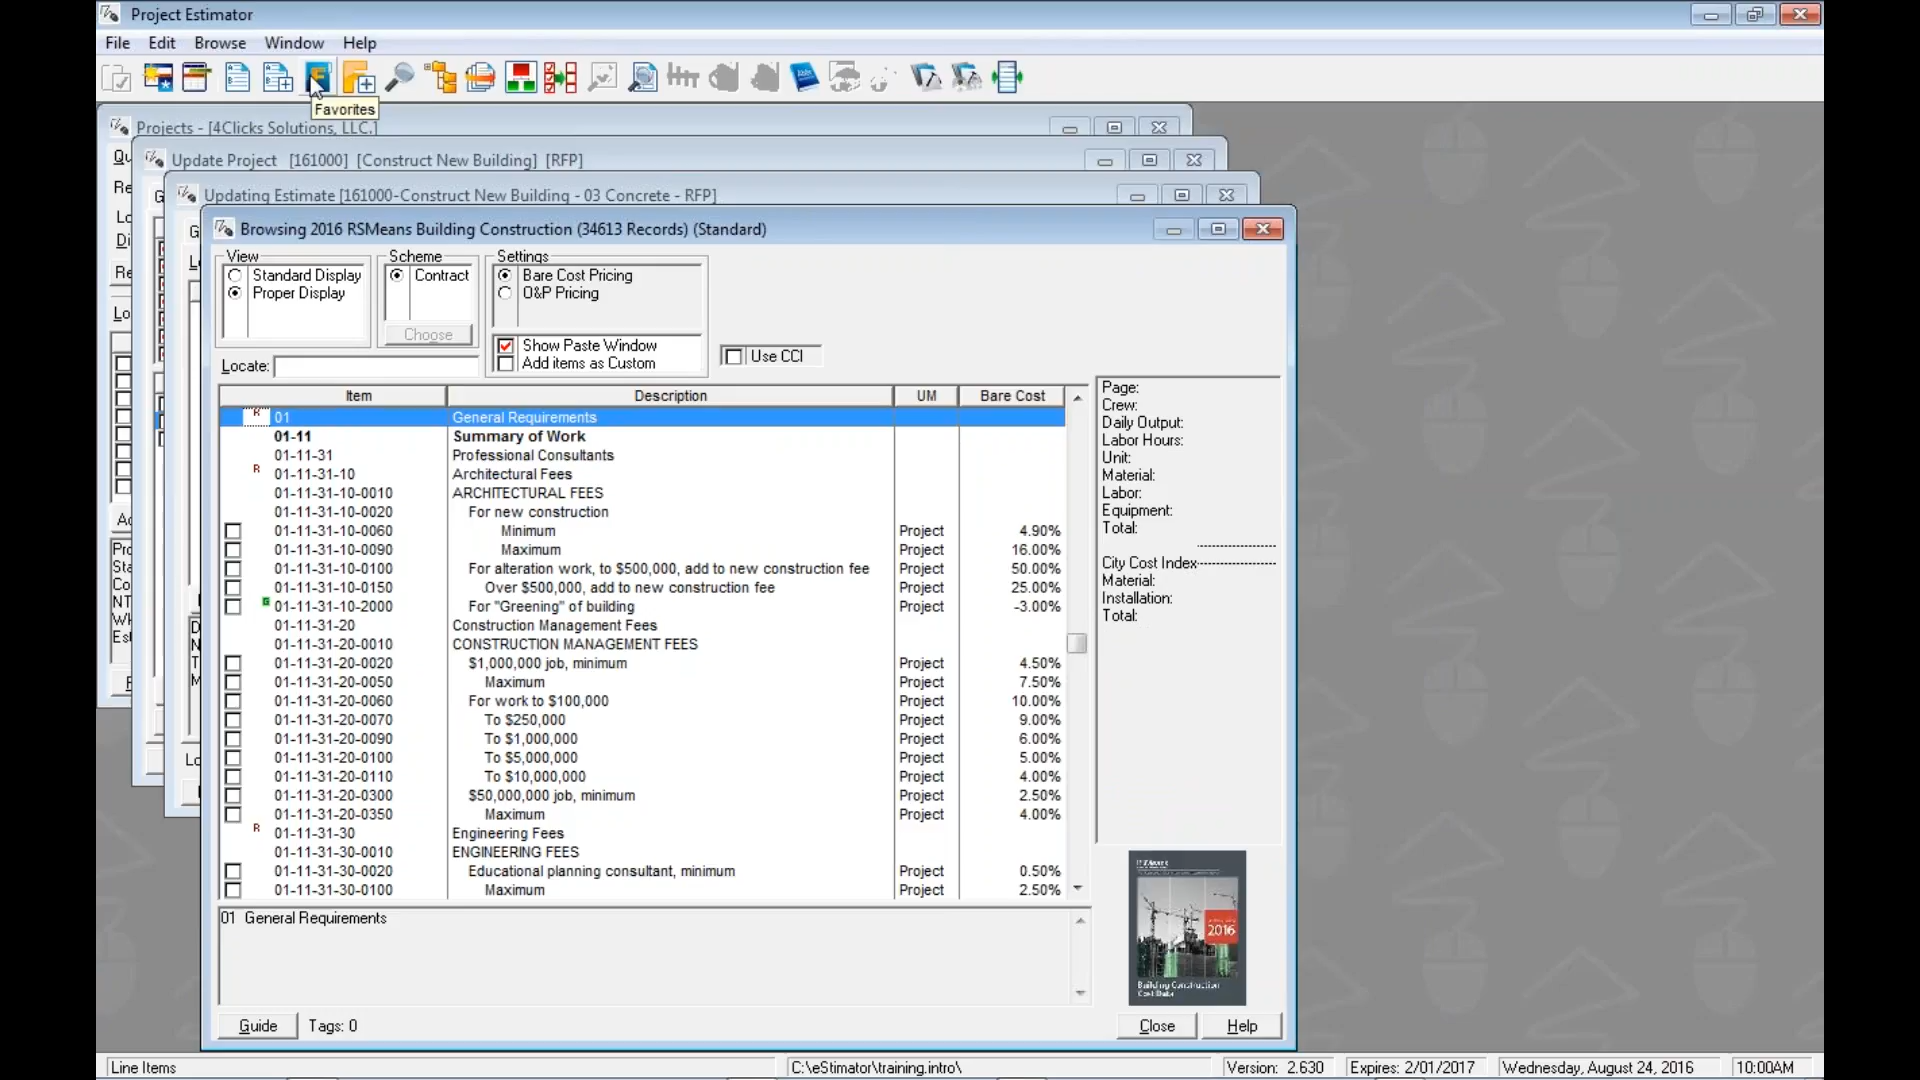 Project Estimator
File Edit Browse Window Help
Favorites
Projects - [4Clicks Solutions, LLC.]
Update Project [161000] [Construct New Building] [RFP]
Updating Estimate [161000-Construct New Building - 03 Concrete - RFP]
Browsing 2016 RSMeans Building Construction (34613 Records) (Standard)
View
Standard Display
Proper Display
Scheme
Contract
Choose
Settings
Bare Cost Pricing
O&P Pricing
Show Paste Window
Add items as Custom
Use CCI
Locate:
Item Description UM Bare Cost
R 01 General Requirements
01-11 Summary of Work
01-11-31 Professional Consultants
R 01-11-31-10 Architectural Fees
01-11-31-10-0010 ARCHITECTURAL FEES
01-11-31-10-0020 For new construction
01-11-31-10-0060 Minimum Project 4.90%
01-11-31-10-0090 Maximum Project 16.00%
01-11-31-10-0100 For alteration work, to $500,000, add to new construction fee Project 50.00%
01-11-31-10-0150 Over $500,000, add to new construction fee Project 25.00%
G 01-11-31-10-2000 For "Greening" of building Project -3.00%
01-11-31-20 Construction Management Fees
01-11-31-20-0010 CONSTRUCTION MANAGEMENT FEES
01-11-31-20-0020 $1,000,000 job, minimum Project 4.50%
01-11-31-20-0050 Maximum Project 7.50%
01-11-31-20-0060 For work to $100,000 Project 10.00%
01-11-31-20-0070 To $250,000 Project 9.00%
01-11-31-20-0090 To $1,000,000 Project 6.00%
01-11-31-20-0100 To $5,000,000 Project 5.00%
01-11-31-20-0110 To $10,000,000 Project 4.00%
01-11-31-20-0300 $50,000,000 job, minimum Project 2.50%
01-11-31-20-0350 Maximum Project 4.00%
R 01-11-31-30 Engineering Fees
01-11-31-30-0010 ENGINEERING FEES
01-11-31-30-0020 Educational planning consultant, minimum Project 0.50%
01-11-31-30-0100 Maximum Project 2.50%
Page:
Crew:
Daily Output:
Labor Hours:
Unit:
Material:
Labor:
Equipment:
Total:
City Cost Index
Material:
Installation:
Total:
2016
Building Construction
Cost Data
01 General Requirements
Guide Tags: 0 Close Help
Line Items C:\eStimator\training.intro\ Version: 2.630 Expires: 2/01/2017 Wednesday, August 24, 2016 10:00AM